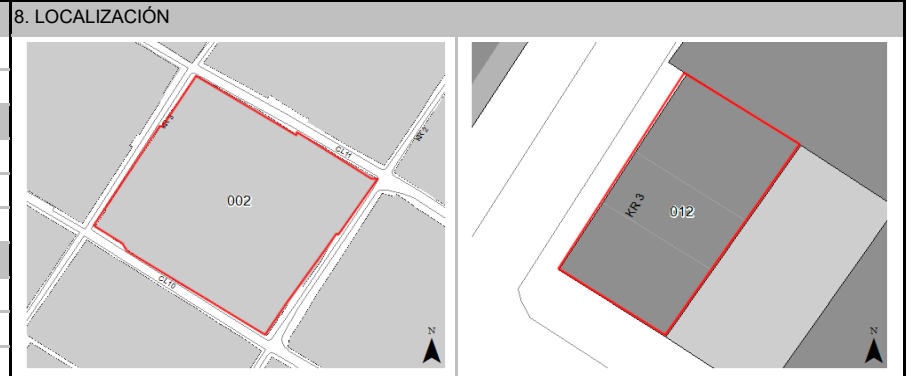 8. LOCALIZACIÓN
KR 3
CL11
KR 2
002
CL10
N
KR 3
012
N